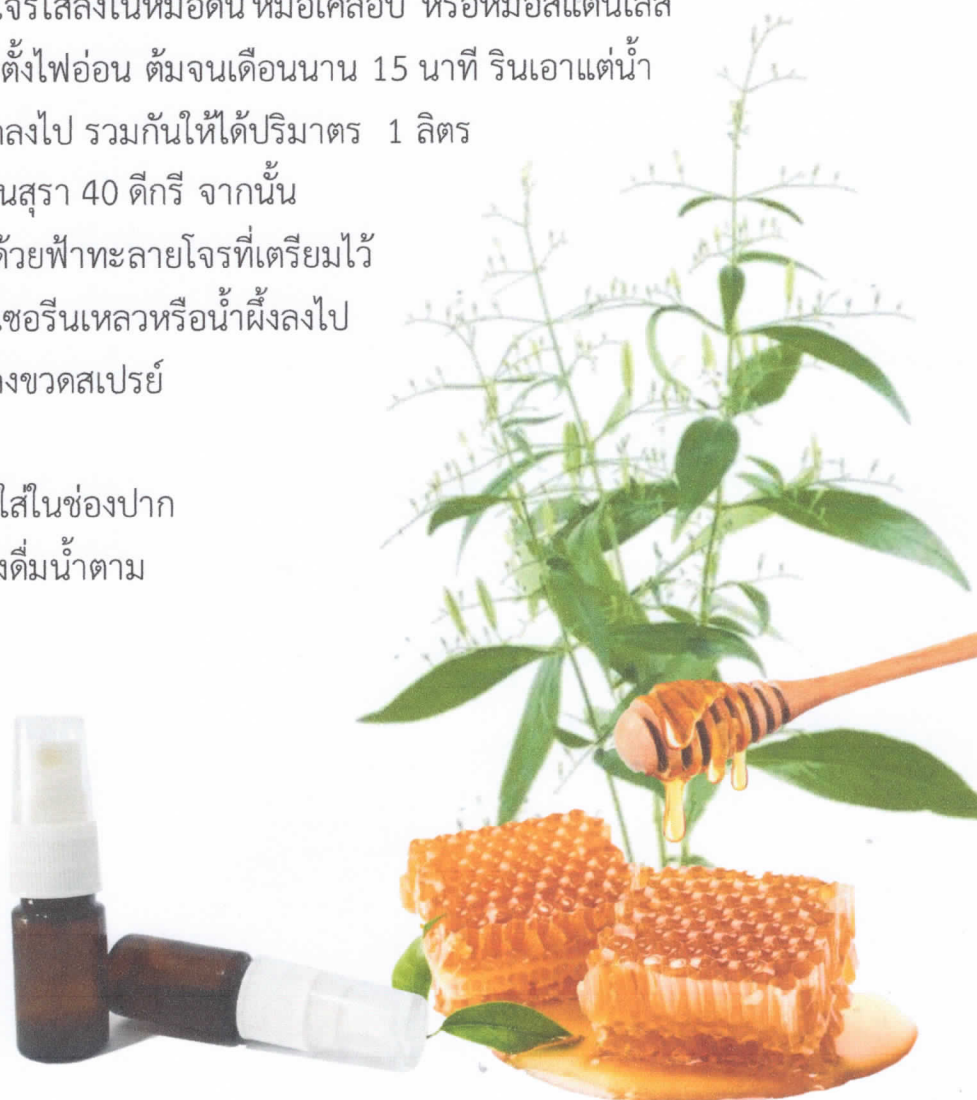 โจรใส่ลงในหม้อดิน หม้อเคลือบ หรือหม้อสแตนเลส
ตั้งไฟอ่อน ต้มจนเดือนนาน 15 นาที รินเอาแต่น้ำ
ลงไป รวมกันให้ได้ปริมาตร 1 ลิตร
นสุรา 40 ดีกรี จากนั้น
ด้วยฟ้าทะลายโจรที่เตรียมไว้
เซอรีนเหลวหรือน้ำผึ้งลงไป
งขวดสเปรย์
ใส่ในช่องปาก
งดื่มน้ำตาม